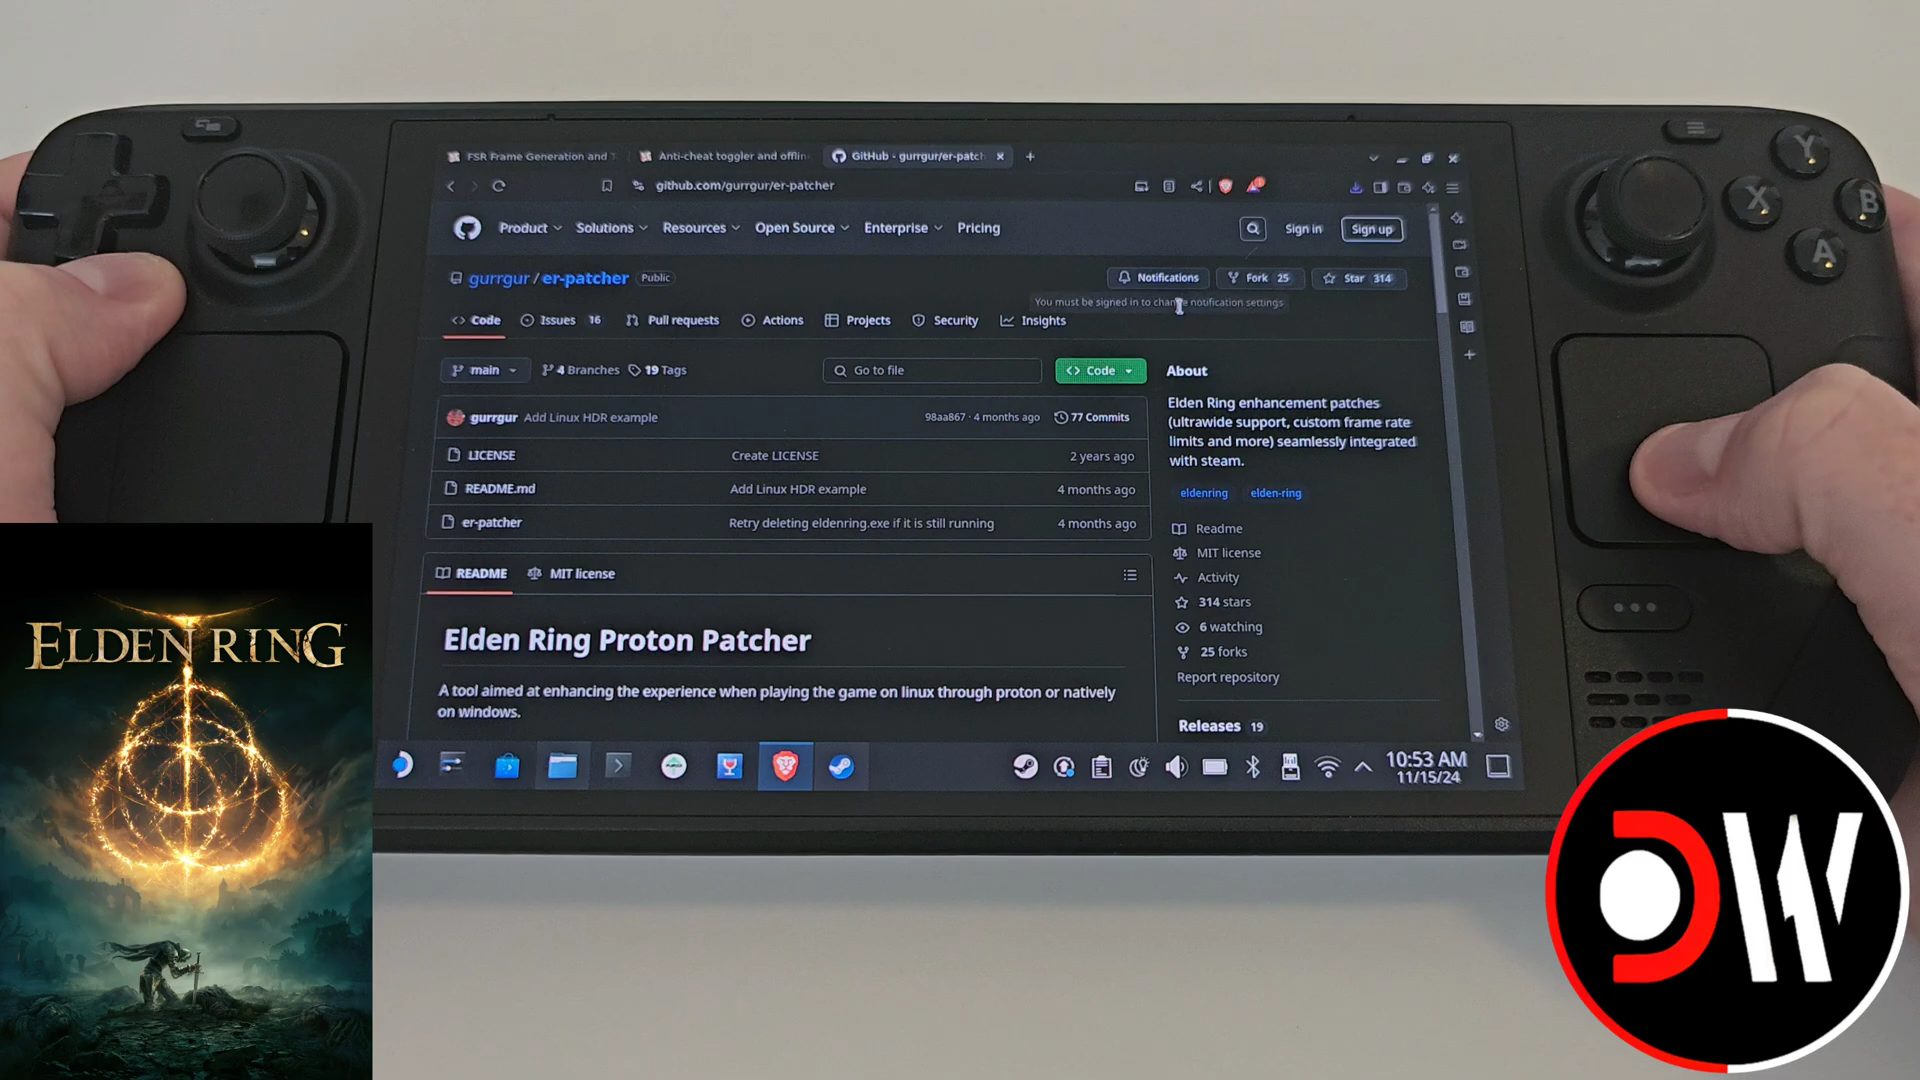 FSR Frame Generation and
Anti-cheat toggler and offlin
GitHub - gurrgur/er-patch
github.com/gurrgur/er-patcher
Product
Solutions
Resources
Open Source
Enterprise
Pricing
Sign in
Sign up
gurrgur / er-patcher
Public
Notifications
Fork 25
Star 314
You must be signed in to change notification settings
Code
Issues 16
Pull requests
Actions
Projects
Security
Insights
main
4 Branches
19 Tags
Go to file
Code
gurrgur Add Linux HDR example
98aa867 · 4 months ago
77 Commits
LICENSE
Create LICENSE
2 years ago
README.md
Add Linux HDR example
4 months ago
er-patcher
Retry deleting eldenring.exe if it is still running
4 months ago
README
MIT license
Elden Ring Proton Patcher
A tool aimed at enhancing the experience when playing the game on linux through proton or natively
on windows.
About
Elden Ring enhancement patches
(ultrawide support, custom frame rate
limits and more) seamlessly integrated
with steam.
eldenring
elden-ring
Readme
MIT license
Activity
314 stars
6 watching
25 forks
Report repository
Releases 19
10:53 AM
11/15/24
Y
X
B
A
ELDEN RING
DW